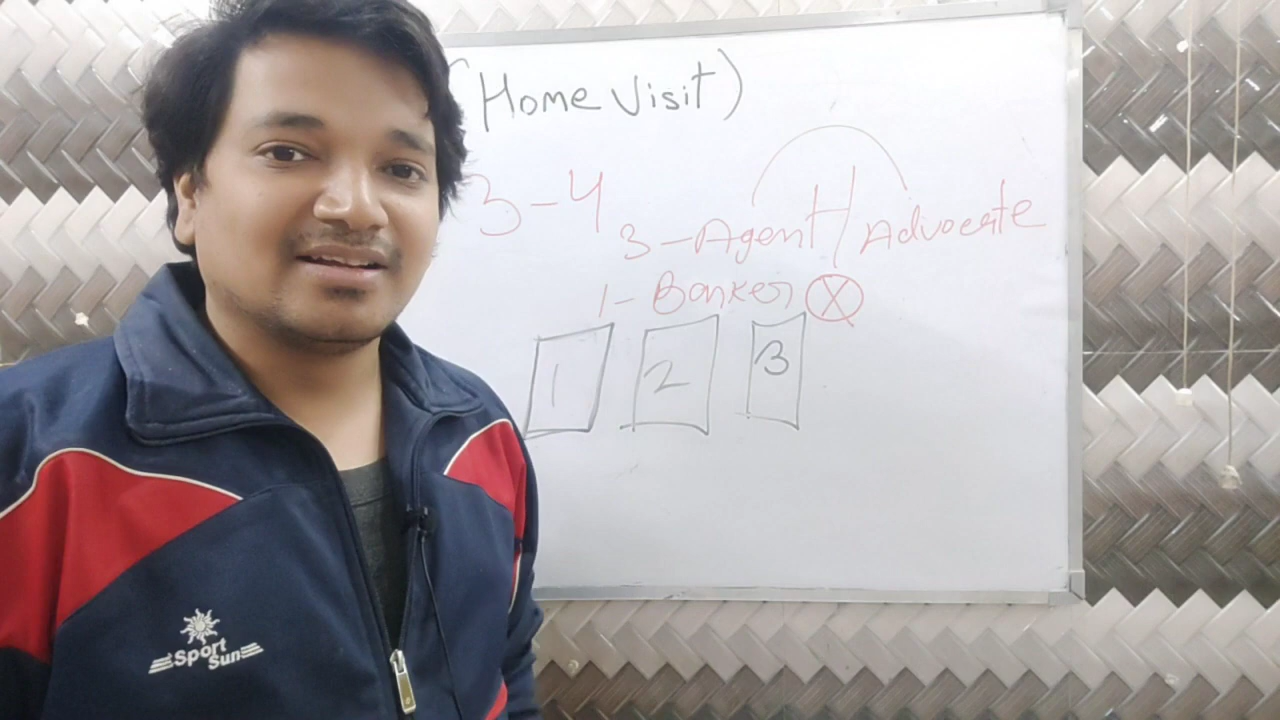 (Home Visit)
3-4
3-Agent/Advocate
1-Banker X
1 2 3
Sport
Sun